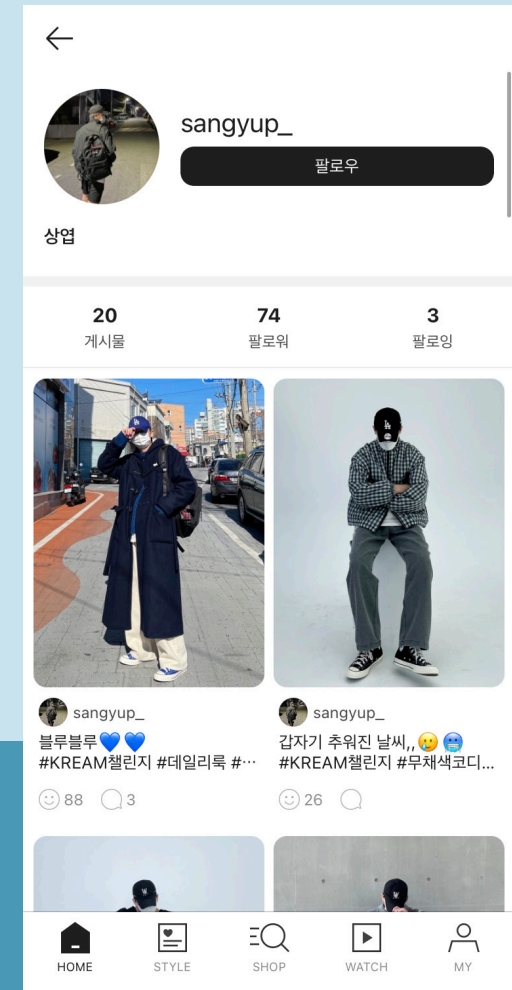 sangyup_
팔로우
상엽
20
게시물
74
팔로워
3
팔로잉
LA
LA
sangyup_
블루블루💙💙
#KREAM챌린지 #데일리룩 #…
88
3
sangyup_
갑자기 추워진 날씨,,🥲🥶
#KREAM챌린지 #무채색코디...
26
HOME
STYLE
SHOP
WATCH
MY